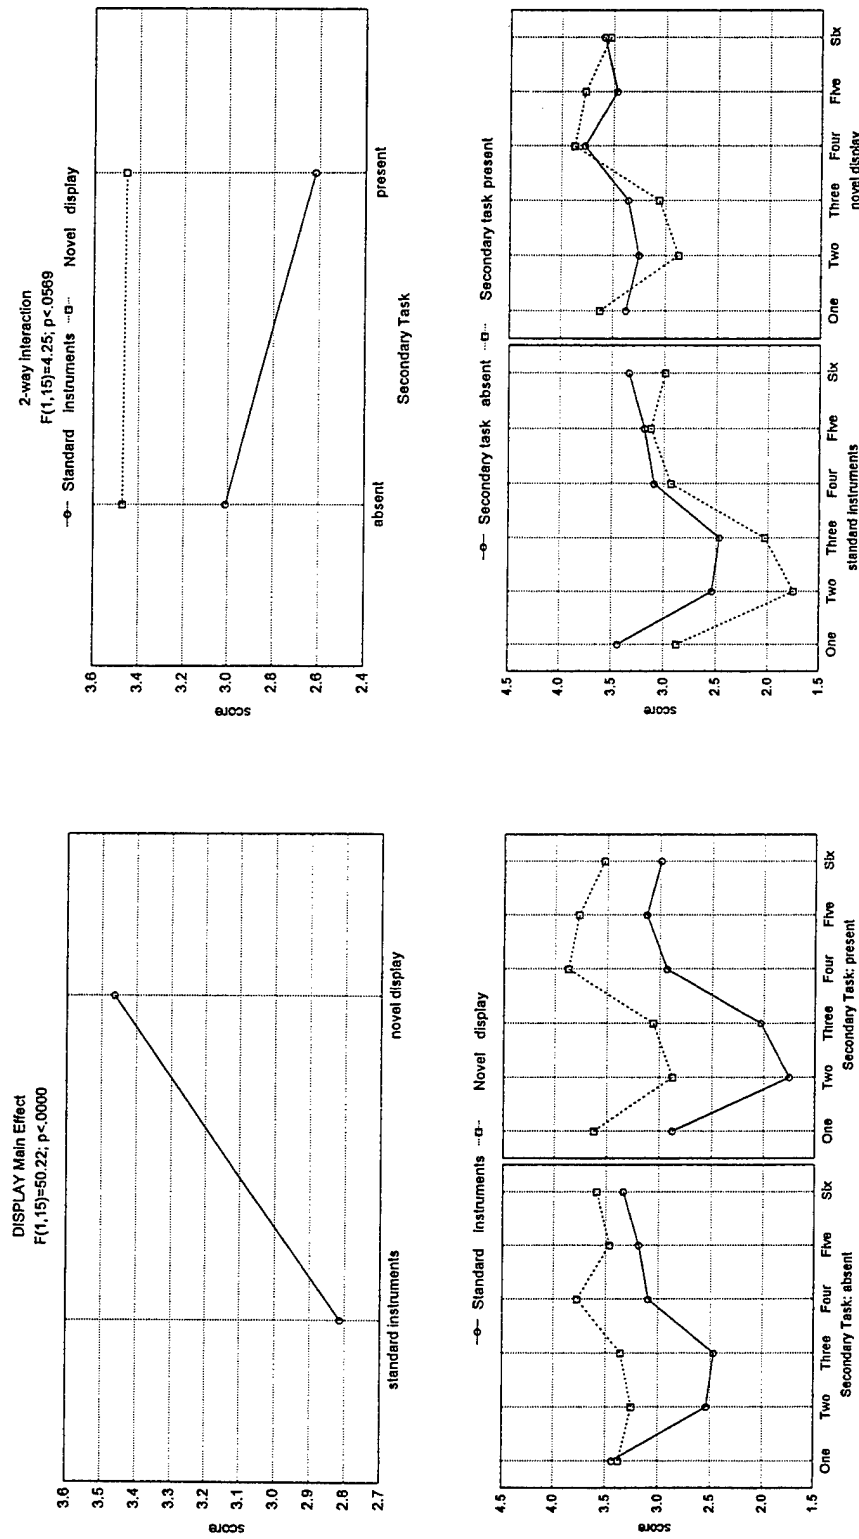 DISPLAY Main Effect
F(1,15)=50.22; p<.0000
3.6
3.5
3.4
3.3
3.2
3.1
3.0
2.9
2.8
2.7
score
standard instruments
novel display
2-way interaction
F(1,15)=4.25; p<.0569
Standard Instruments Novel display
3.6
3.4
3.2
3.0
2.8
2.6
2.4
score
absent
present
Secondary Task
Standard Instruments Novel display
4.5
4.0
3.5
3.0
2.5
2.0
1.5
score
One Two Three Four Five Six
Secondary Task: absent
One Two Three Four Five Six
Secondary Task: present
Secondary task absent Secondary task present
4.5
4.0
3.5
3.0
2.5
2.0
1.5
score
One Two Three Four Five Six
standard instruments
One Two Three Four Five Six
novel display